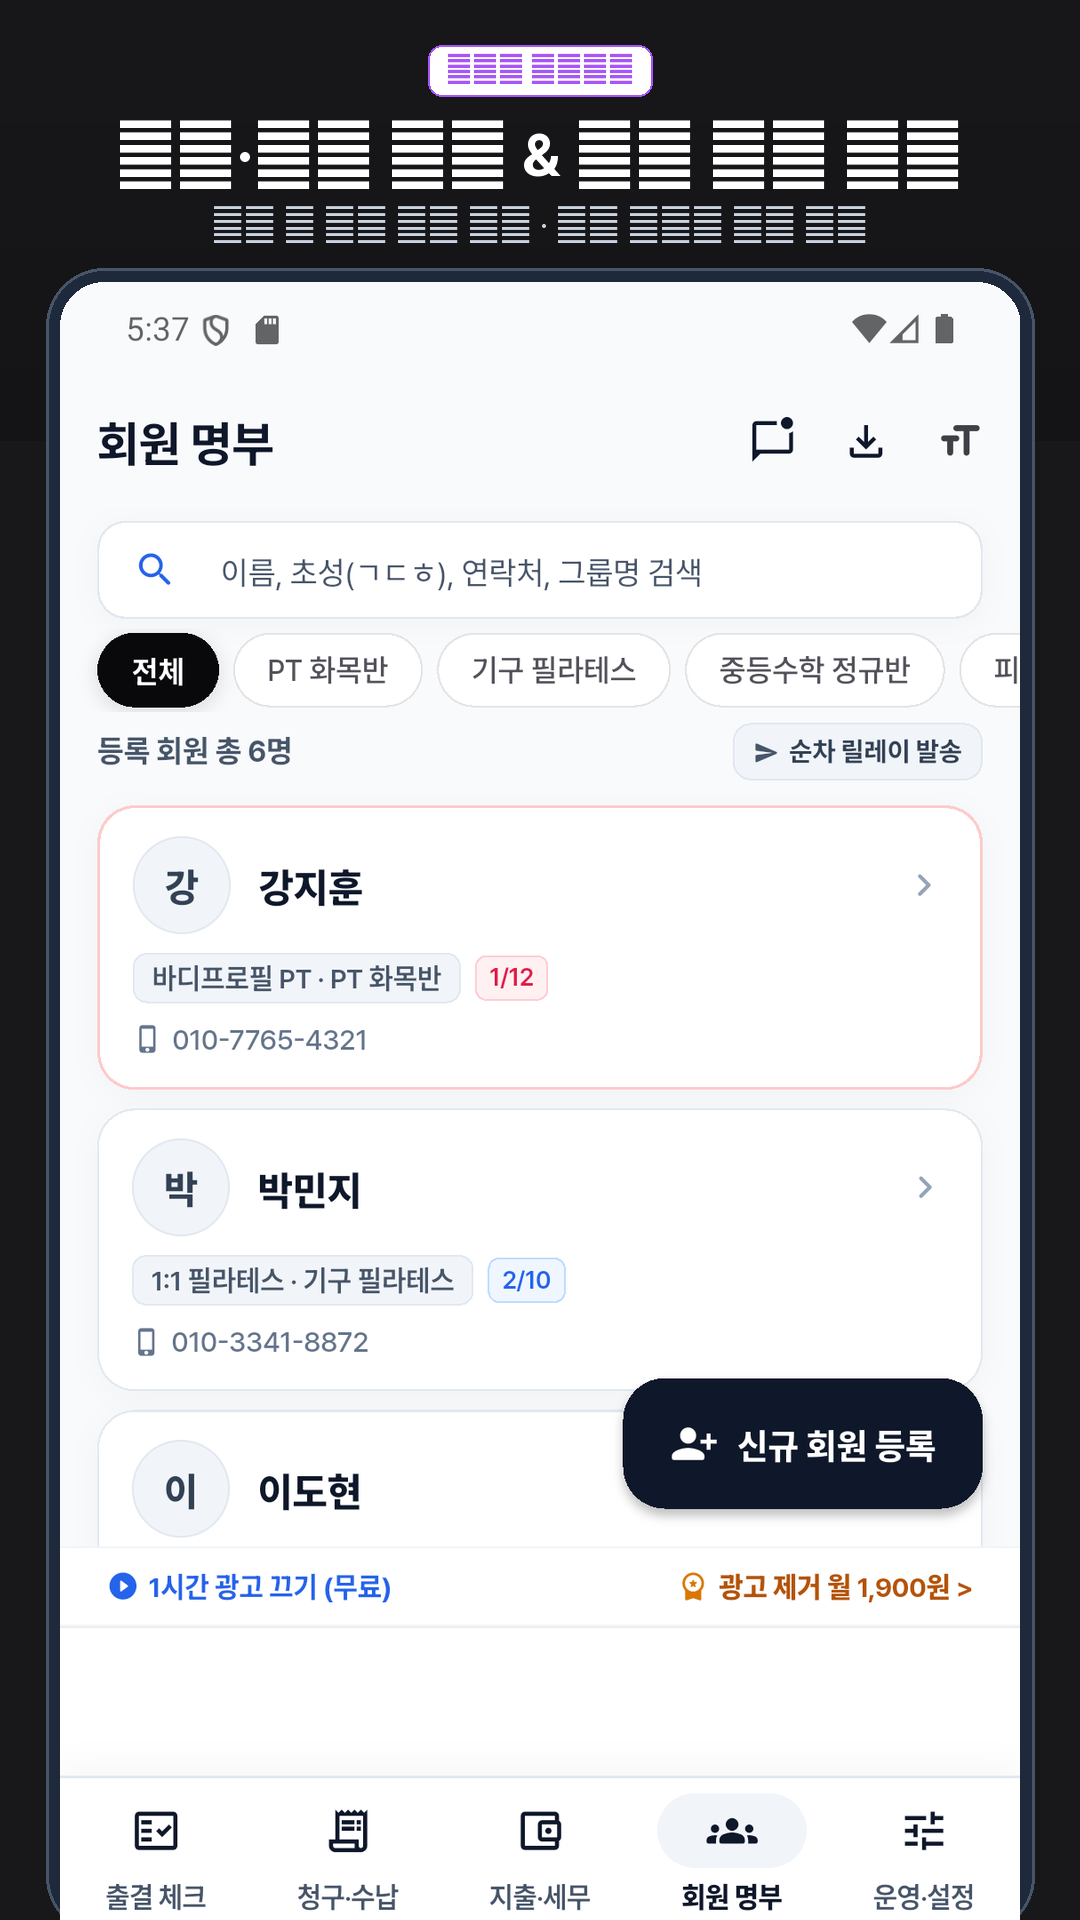 &
5:37
회원 명부
이름, 초성(ㄱㄷㅎ), 연락처, 그룹명 검색
전체
PT 화목반
기구 필라테스
중등수학 정규반
피
등록 회원 총 6명
순차 릴레이 발송
강
강지훈
바디프로필 PT · PT 화목반
1/12
010-7765-4321
박
박민지
1:1 필라테스 · 기구 필라테스
2/10
010-3341-8872
이
이도현
신규 회원 등록
1시간 광고 끄기 (무료)
광고 제거 월 1,900원 >
출결 체크
청구·수납
지출·세무
회원 명부
운영·설정